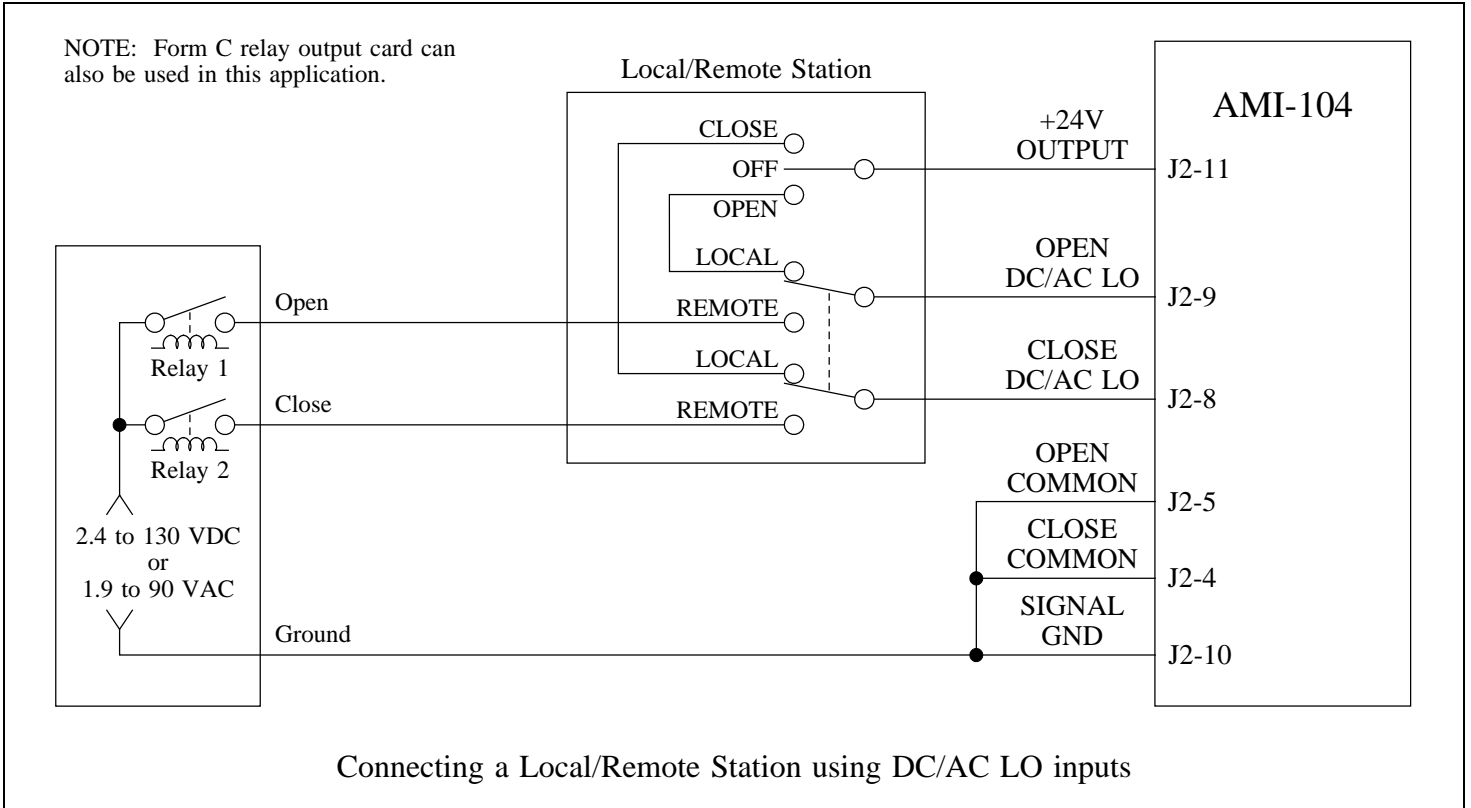 NOTE: Form C relay output card can
also be used in this application.
Local/Remote Station
AMI-104
CLOSE
OFF
OPEN
LOCAL
REMOTE
LOCAL
REMOTE
+24V
OUTPUT
J2-11
OPEN
DC/AC LO
J2-9
CLOSE
DC/AC LO
J2-8
OPEN
COMMON
J2-5
CLOSE
COMMON
J2-4
SIGNAL
GND
J2-10
Open
Relay 1
Close
Relay 2
2.4 to 130 VDC
or
1.9 to 90 VAC
Ground
Connecting a Local/Remote Station using DC/AC LO inputs